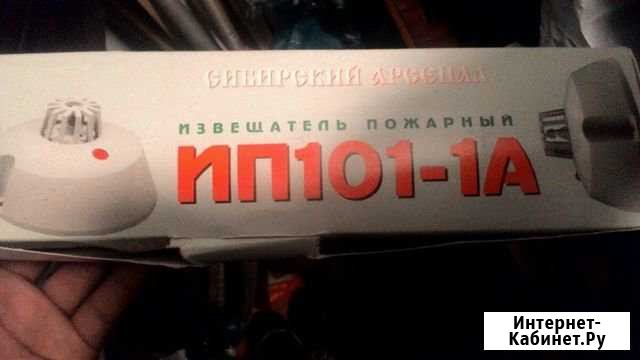 СИБИРСКИЙ АРСЕНАЛ
ИЗВЕЩАТЕЛЬ ПОЖАРНЫЙ
ИП101-1А
Интернет-
Кабинет.Ру